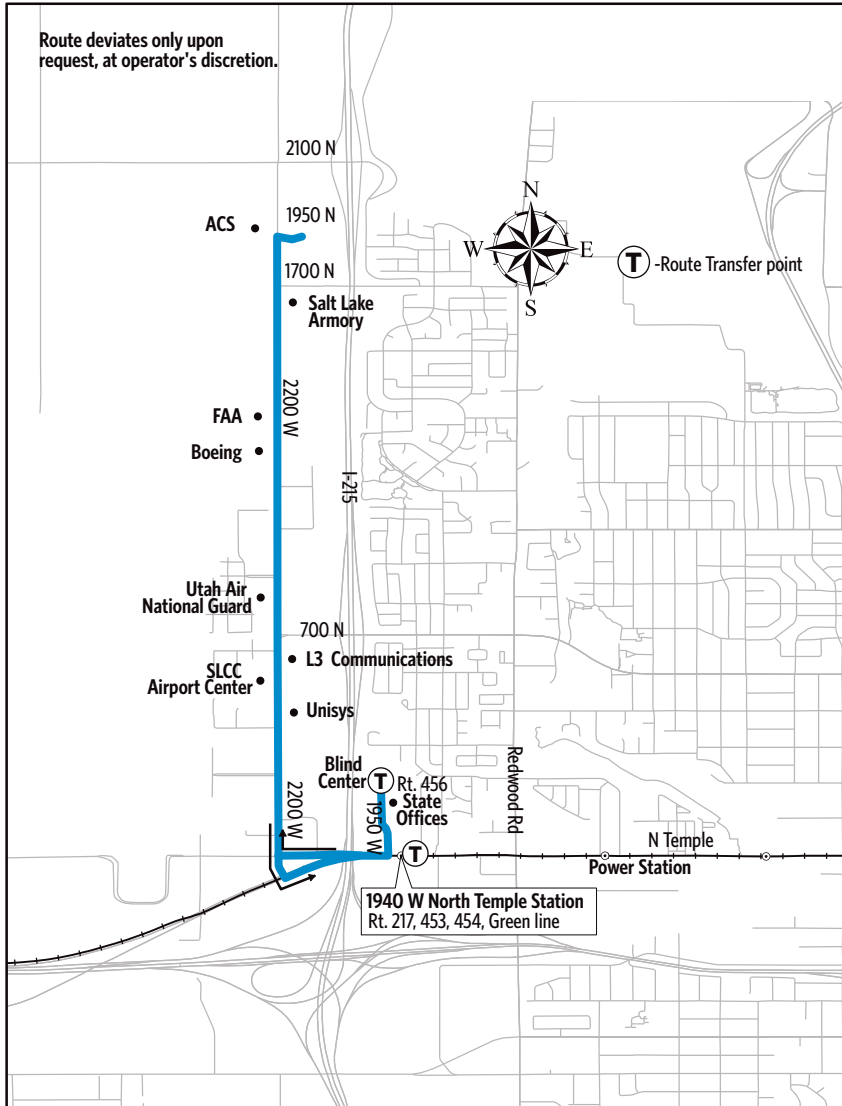 Route deviates only upon
request, at operator's discretion.
2100 N
1950 N
ACS
N
W
E
S
T
-Route Transfer point
1700 N
Salt Lake
Armory
2200 W
FAA
Boeing
I-215
Utah Air
National Guard
700 N
L3 Communications
SLCC
Airport Center
Unisys
Redwood Rd
Blind
Center
T
Rt. 456
State
Offices
2200 W
1950 W
N Temple
T
Power Station
1940 W North Temple Station
Rt. 217, 453, 454, Green line